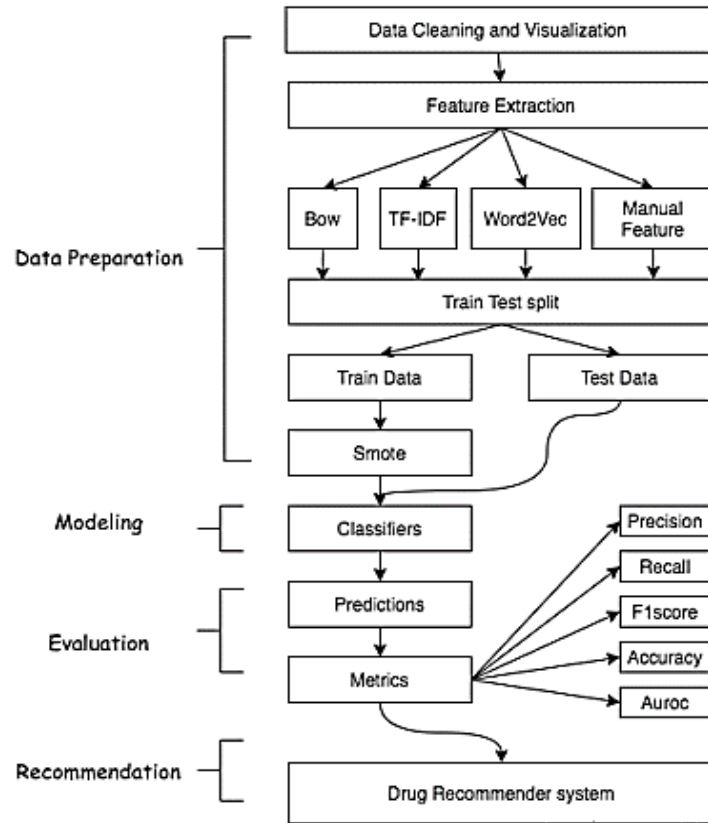 Data Cleaning and Visualization
Feature Extraction
Bow
TF-IDF
Word2Vec
Manual
Feature
Data Preparation
Train Test split
Train Data
Test Data
Smote
Modeling
Classifiers
Precision
Recall
Predictions
F1score
Evaluation
Accuracy
Metrics
Auroc
Recommendation
Drug Recommender system